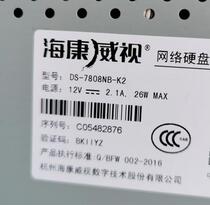 海康威视 网络硬盘
型号: DS-7808NB-K2
电源: 12V ⎓ 2.1A, 26W MAX
序列号: C05482876
验证码: BKIIYZ
产品执行标准: Q/BFW 002-2016
杭州海康威视数字技术股份有限公司